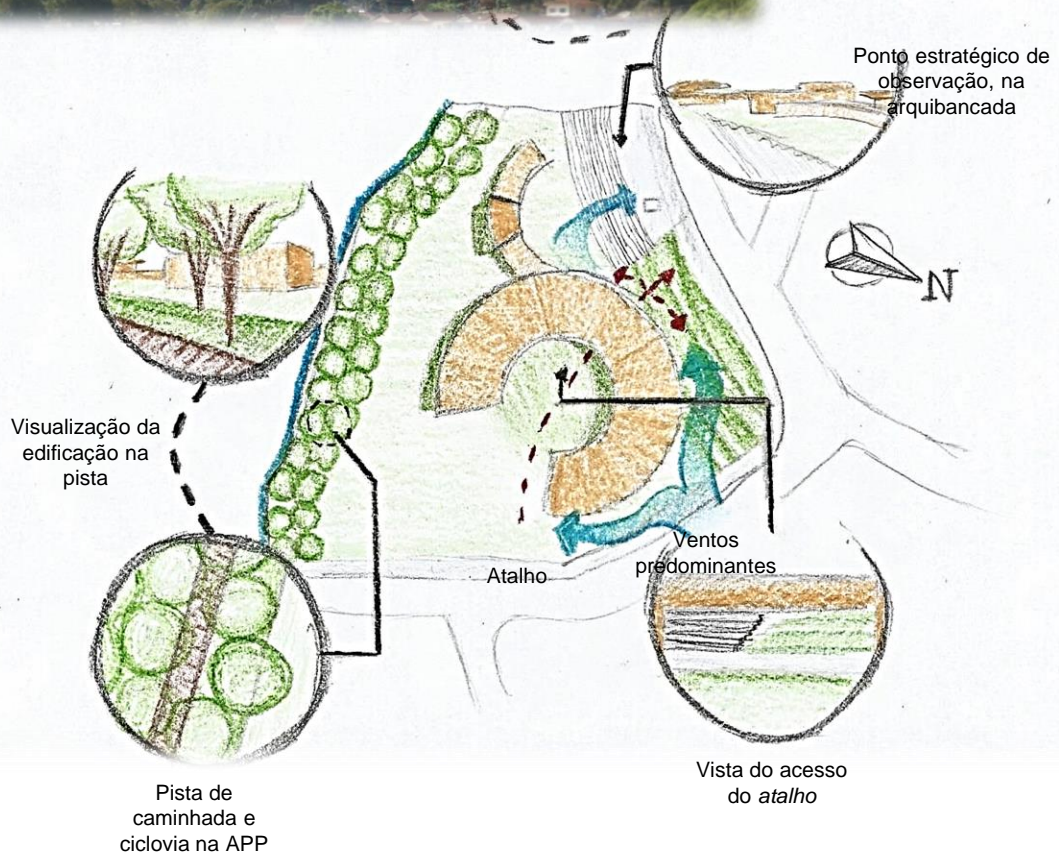 Ponto estratégico de
observação, na
arquibancada
N
Visualização da
edificação na
pista
Ventos
predominantes
Atalho
Vista do acesso
do atalho
Pista de
caminhada e
ciclovia na APP